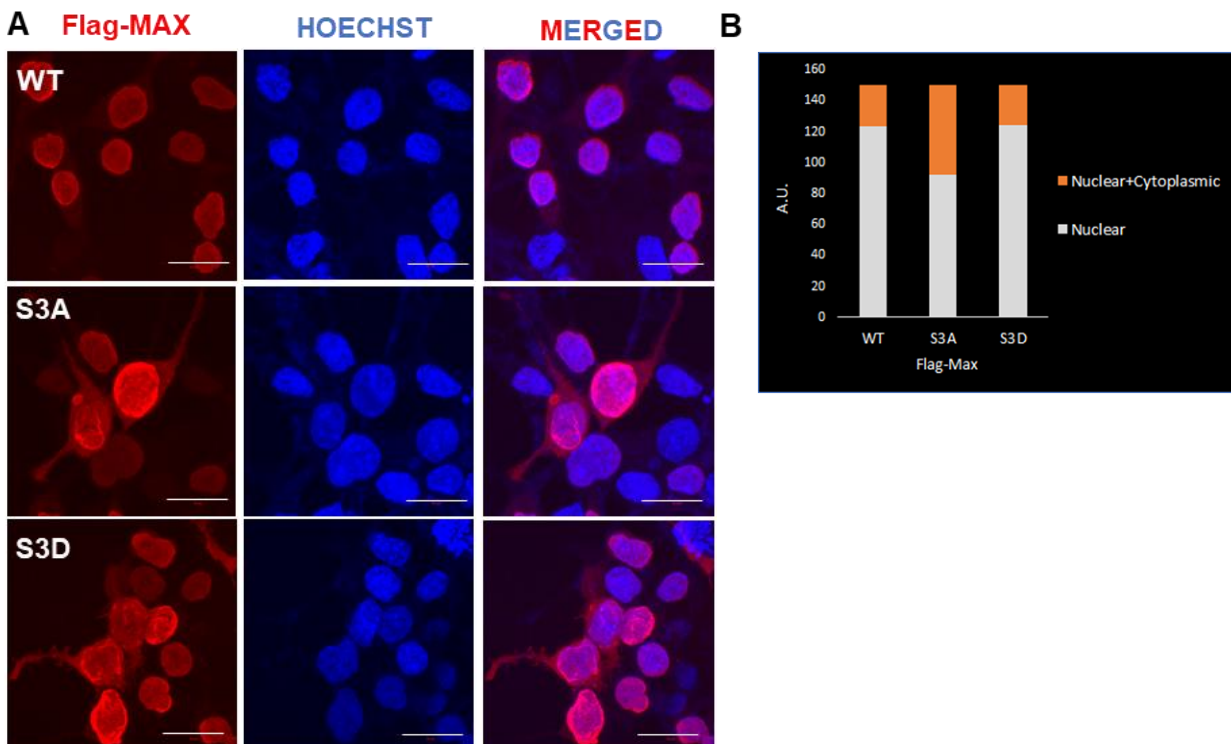 A
Flag-MAX
HOECHST
MERGED
WT
S3A
S3D
B
160
140
120
100
80
60
40
20
0
A.U.
WT
S3A
S3D
Flag-Max
Nuclear+Cytoplasmic
Nuclear